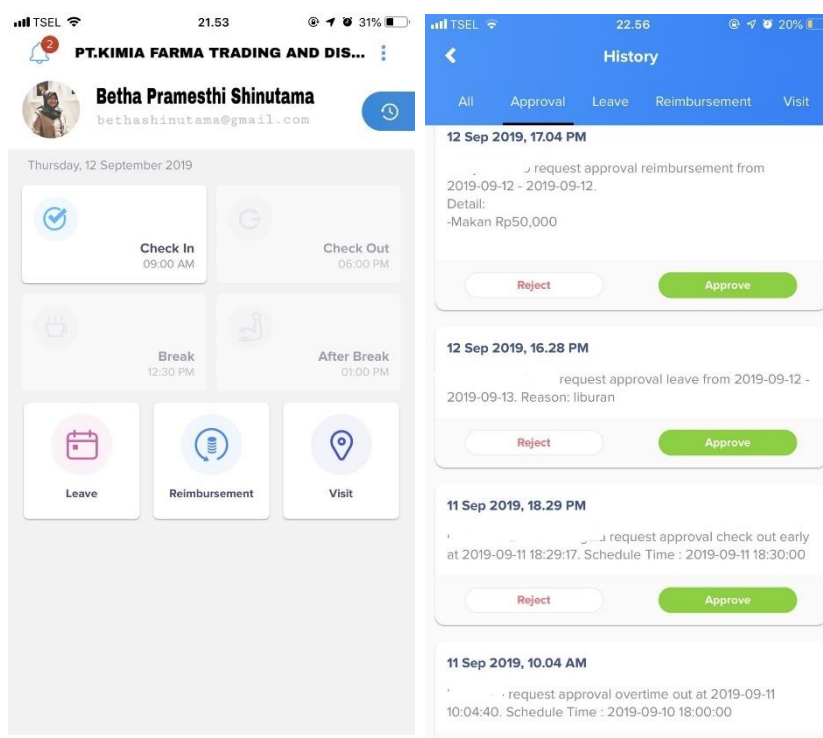 TSEL 21.53 31%
2
PT.KIMIA FARMA TRADING AND DIS...
Betha Pramesthi Shinutama
bethashinutama@gmail.com
Thursday, 12 September 2019
Check In
09:00 AM
Check Out
06:00 PM
Break
12:30 PM
After Break
01:00 PM
Leave
Reimbursement
Visit
TSEL 22.56 20%
History
All Approval Leave Reimbursement Visit
12 Sep 2019, 17.04 PM
request approval reimbursement from
2019-09-12 - 2019-09-12.
Detail:
-Makan Rp50,000
Reject Approve
12 Sep 2019, 16.28 PM
request approval leave from 2019-09-12 -
2019-09-13. Reason: liburan
Reject Approve
11 Sep 2019, 18.29 PM
request approval check out early
at 2019-09-11 18:29:17. Schedule Time : 2019-09-11 18:30:00
Reject Approve
11 Sep 2019, 10.04 AM
request approval overtime out at 2019-09-11
10:04:40. Schedule Time : 2019-09-10 18:00:00